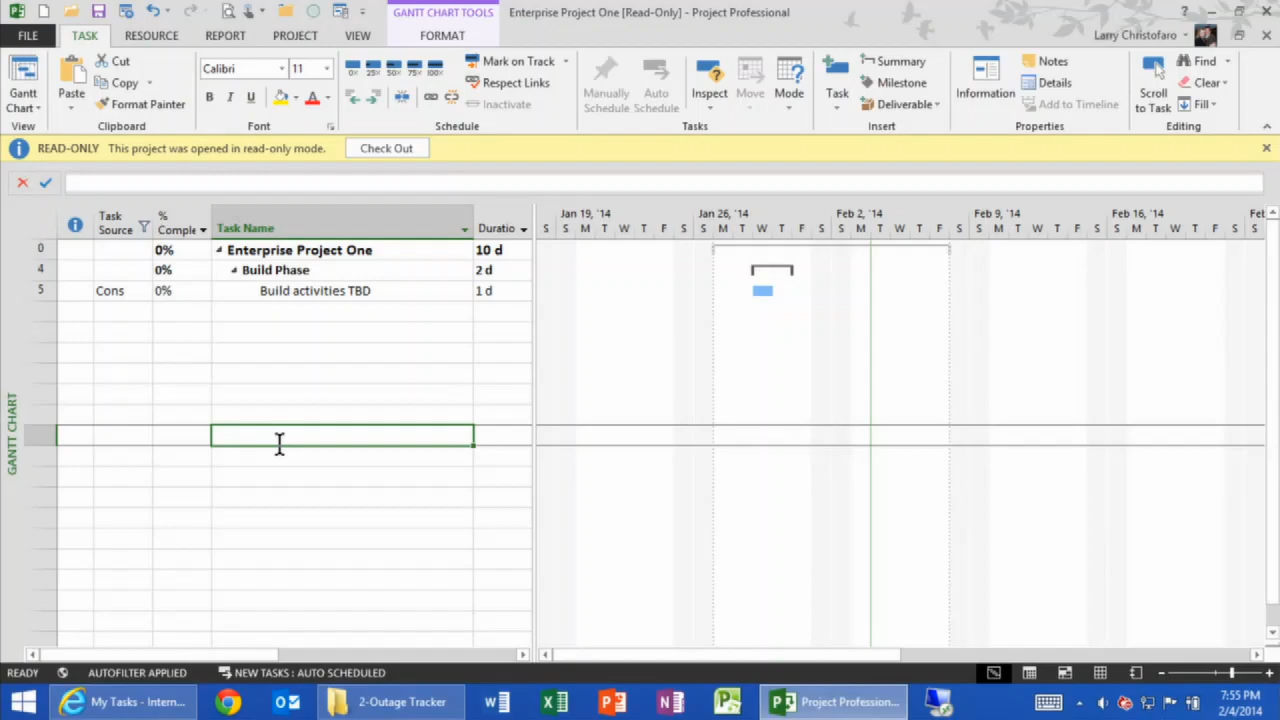 GANTT CHART TOOLS
Enterprise Project One [Read-Only] - Project Professional
FILE TASK RESOURCE REPORT PROJECT VIEW FORMAT Larry Christofaro
Gantt Chart
View
Paste
Cut
Copy
Format Painter
Clipboard
Calibri 11
B I U A
Font
0% 25% 50% 75% 100%
Mark on Track
Respect Links
Inactivate
Schedule
Manually Schedule
Auto Schedule
Inspect
Move
Mode
Tasks
Task
Summary
Milestone
Deliverable
Insert
Information
Notes
Details
Add to Timeline
Properties
Scroll to Task
Find
Clear
Fill
Editing
READ-ONLY This project was opened in read-only mode. Check Out
Task Source % Comple Task Name Duratio
Jan 19, '14 Jan 26, '14 Feb 2, '14 Feb 9, '14 Feb 16, '14 Fe
S S M T W T F S S M T W T F S S M T W T F S S M T W T F S S M T W T F S S
0 0% Enterprise Project One 10 d
4 0% Build Phase 2 d
5 Cons 0% Build activities TBD 1 d
GANTT CHART
READY AUTOFILTER APPLIED NEW TASKS : AUTO SCHEDULED
My Tasks - Intern... 2-Outage Tracker Project Profession...
7:55 PM
2/4/2014